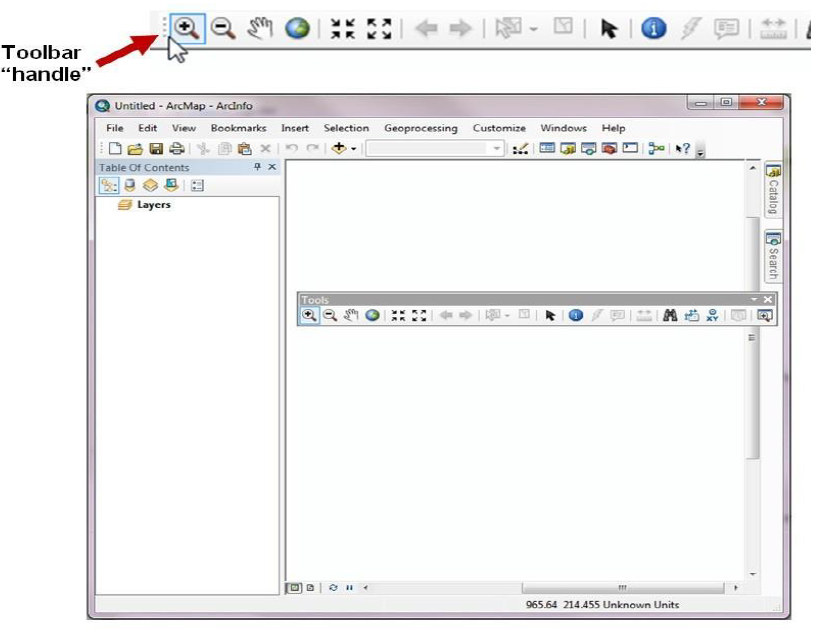 Toolbar
“handle”
Untitled - ArcMap - ArcInfo
File Edit View Bookmarks Insert Selection Geoprocessing Customize Windows Help
Table Of Contents
Layers
Catalog
Search
Tools
XY
965.64 214.455 Unknown Units